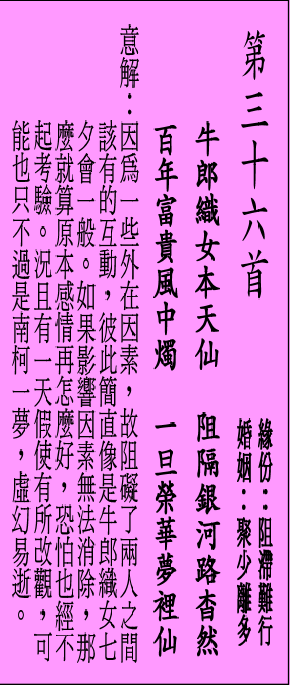 第三十六首
緣份：阻滯難行
婚姻：聚少離多
牛郎織女本天仙　阻隔銀河路杳然
百年富貴風中燭　一旦榮華夢裡仙
意解：因爲一些外在因素，故阻礙了兩人之間
該有的互動，彼此簡直像是牛郎織女七
夕會一般。如果影響因素無法消除，那
麼就算原本感情再怎麼好，恐怕也經不
起考驗。況且有一天假使有所改觀，可
能也只不過是南柯一夢，虛幻易逝。